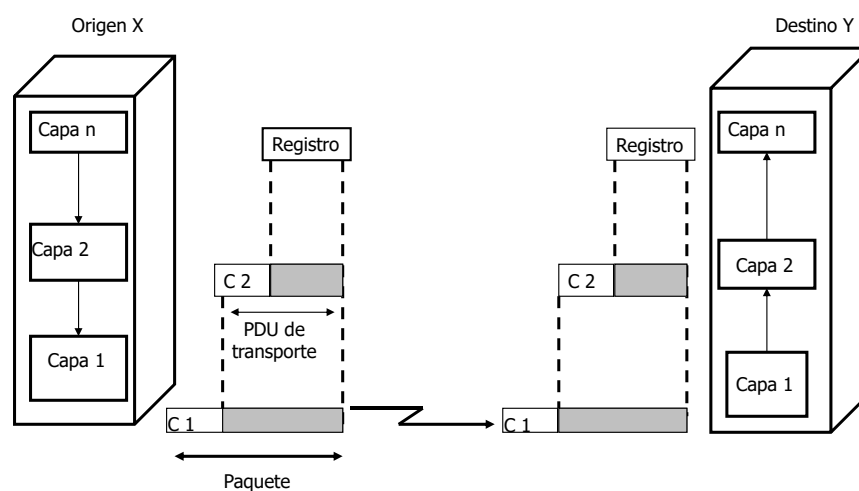 Origen X
Destino Y
Capa n
Registro
Registro
Capa n
Capa 2
C 2
C 2
Capa 2
PDU de
transporte
Capa 1
Capa 1
C 1
C 1
Paquete